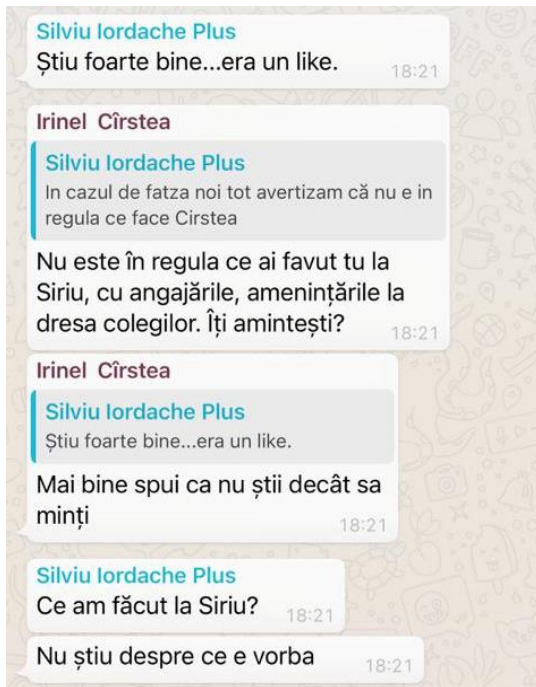 Silviu Iordache Plus
Știu foarte bine...era un like.
18:21
Irinel Cîrstea
Silviu Iordache Plus
In cazul de fatza noi tot avertizam că nu e in
regula ce face Cirstea
Nu este în regula ce ai favut tu la
Siriu, cu angajările, amenințările la
dresa colegilor. Îți amintești?
18:21
Irinel Cîrstea
Silviu Iordache Plus
Știu foarte bine...era un like.
Mai bine spui ca nu știi decât sa
minți
18:21
Silviu Iordache Plus
Ce am făcut la Siriu?
18:21
Nu știu despre ce e vorba
18:21